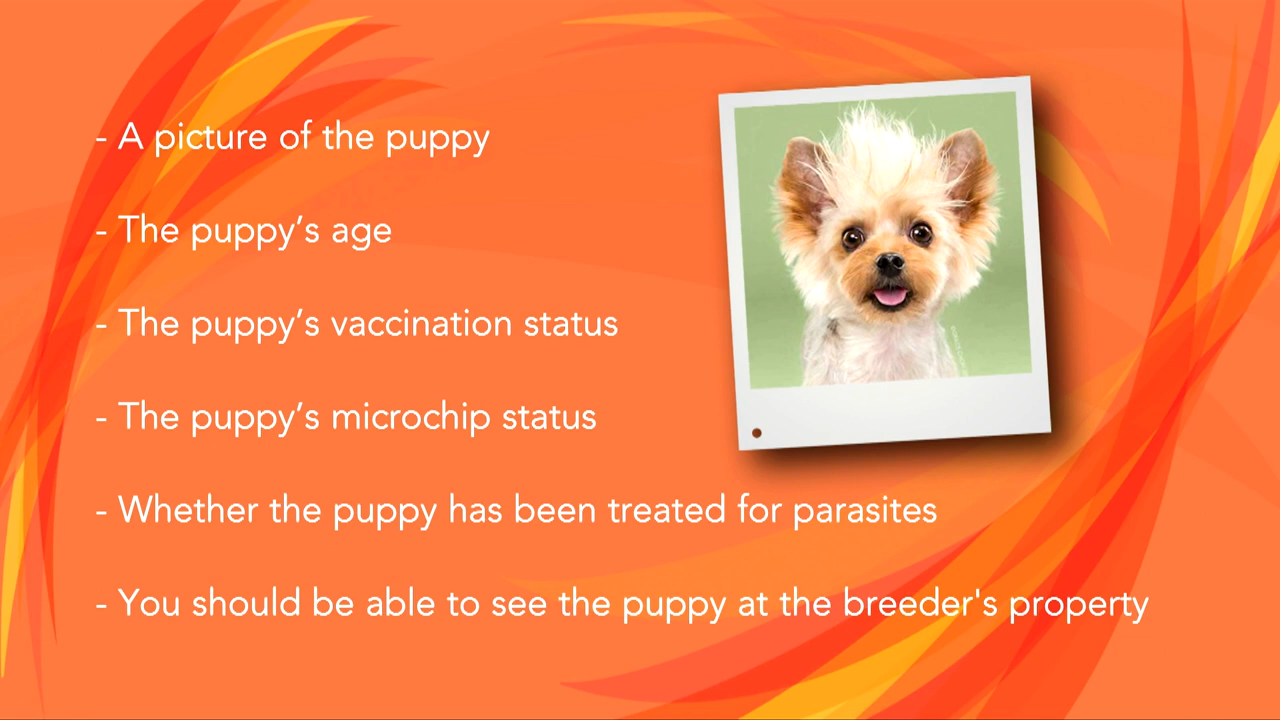 - A picture of the puppy
- The puppy’s age
- The puppy’s vaccination status
- The puppy’s microchip status
- Whether the puppy has been treated for parasites
- You should be able to see the puppy at the breeder's property